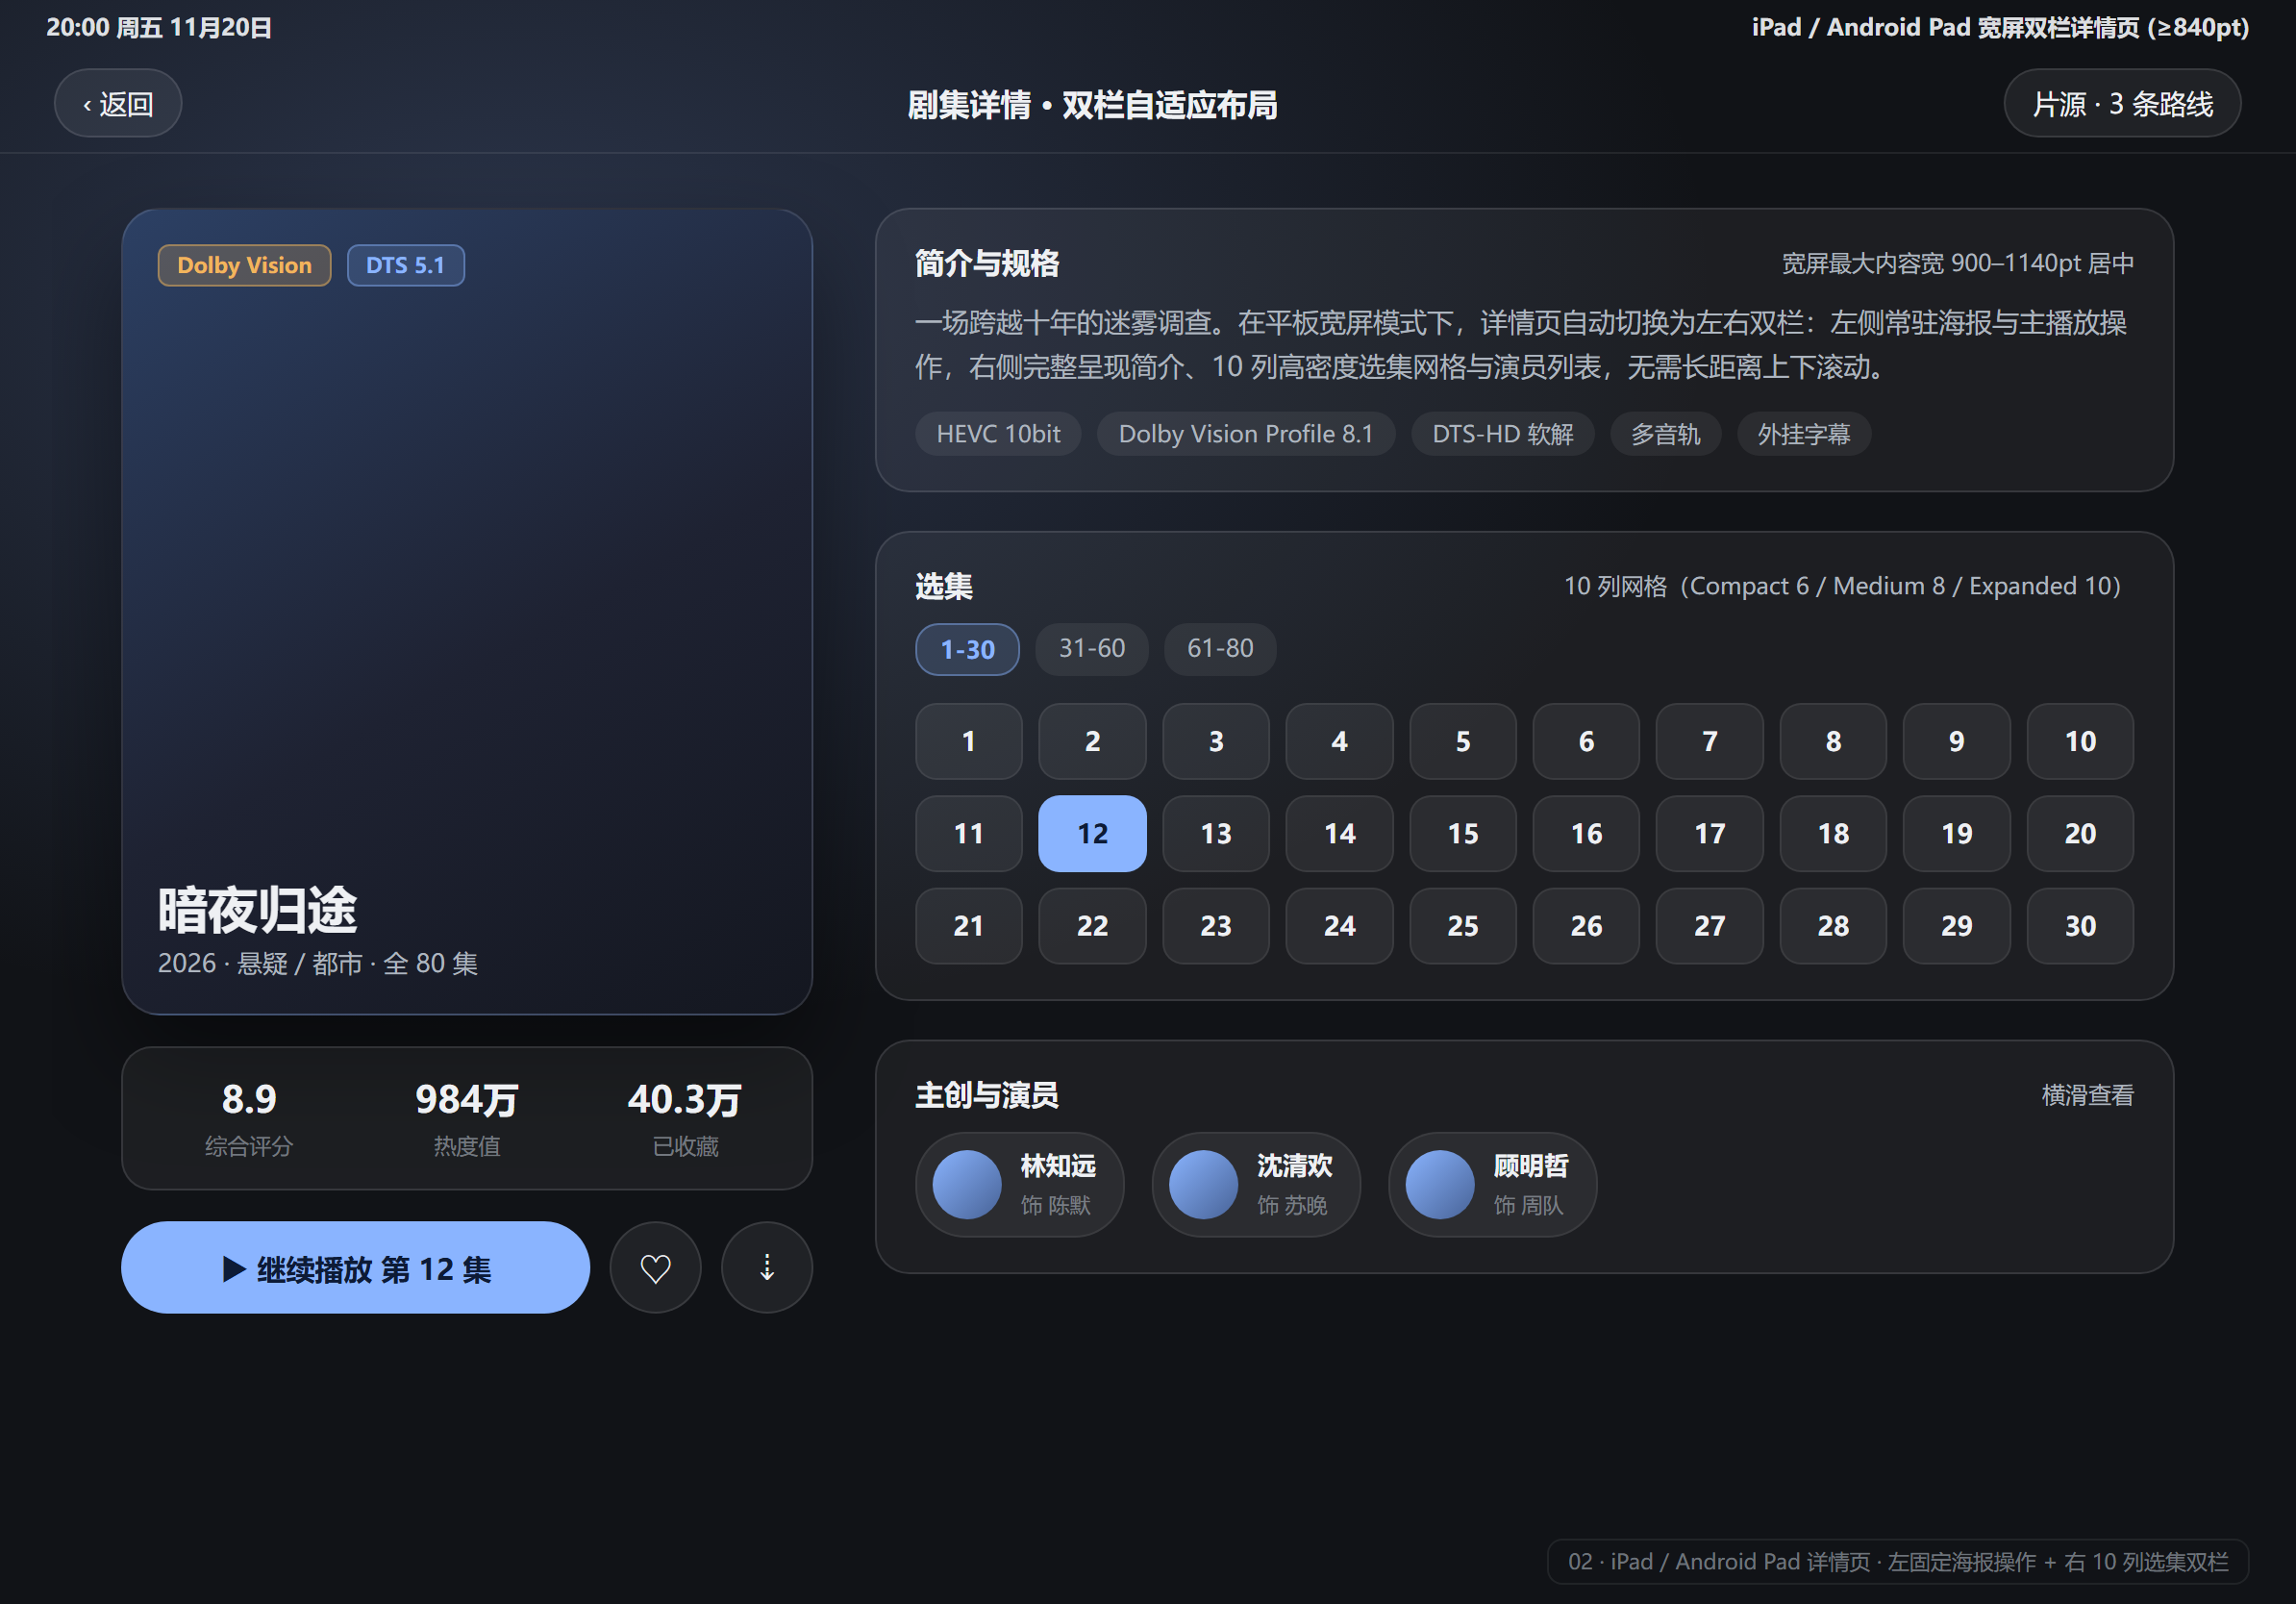 20:00 周五 11月20日
iPad / Android Pad 宽屏双栏详情页 (≥840pt)
‹ 返回
剧集详情 • 双栏自适应布局
片源 · 3 条路线
Dolby Vision
DTS 5.1
暗夜归途
2026 · 悬疑 / 都市 · 全 80 集
8.9
984万
40.3万
综合评分
热度值
已收藏
▶ 继续播放 第 12 集
♡
⇣
简介与规格
宽屏最大内容宽 900–1140pt 居中
一场跨越十年的迷雾调查。在平板宽屏模式下，详情页自动切换为左右双栏：左侧常驻海报与主播放操
作，右侧完整呈现简介、10 列高密度选集网格与演员列表，无需长距离上下滚动。
HEVC 10bit
Dolby Vision Profile 8.1
DTS-HD 软解
多音轨
外挂字幕
选集
10 列网格（Compact 6 / Medium 8 / Expanded 10）
1-30
31-60
61-80
1 2 3 4 5 6 7 8 9 10
11 12 13 14 15 16 17 18 19 20
21 22 23 24 25 26 27 28 29 30
主创与演员
横滑查看
林知远
饰 陈默
沈清欢
饰 苏晚
顾明哲
饰 周队
02 · iPad / Android Pad 详情页 · 左固定海报操作 + 右 10 列选集双栏